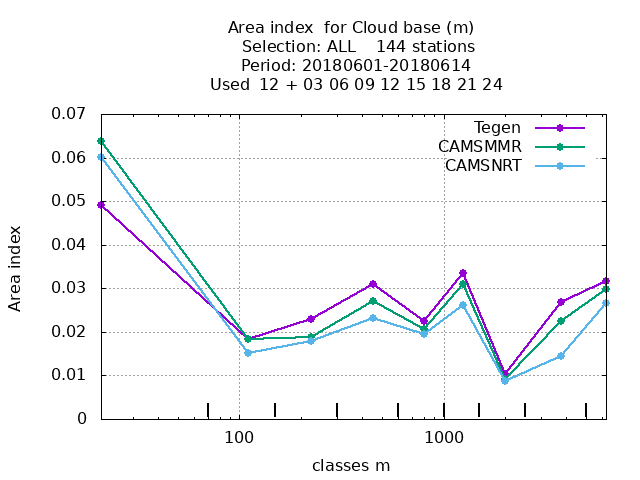 Area index  for Cloud base (m)
Selection: ALL    144 stations
Period: 20180601-20180614
Used  12 + 03 06 09 12 15 18 21 24
0.07
0.06
0.05
0.04
0.03
0.02
0.01
0
Area index
Tegen
CAMSMMR
CAMSNRT
100
1000
classes m